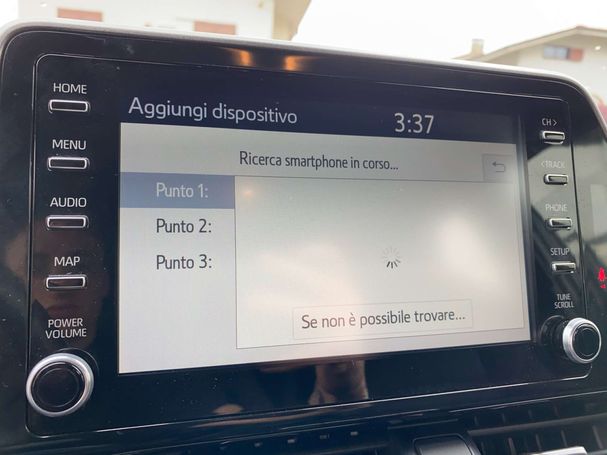 HOME
MENU
AUDIO
MAP
POWER
VOLUME
Aggiungi dispositivo
3:37
Ricerca smartphone in corso...
Punto 1:
Punto 2:
Punto 3:
Se non è possibile trovare...
CH >
< TRACK
PHONE
SETUP
TUNE
SCROLL